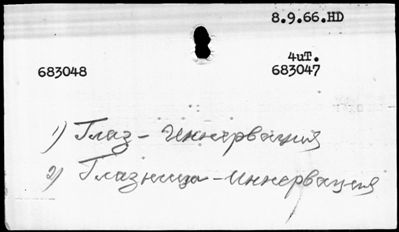 8.9.66.HD
4uT.
683048 683047
1) Глаз - Иннервация
2) Глазница - иннервация